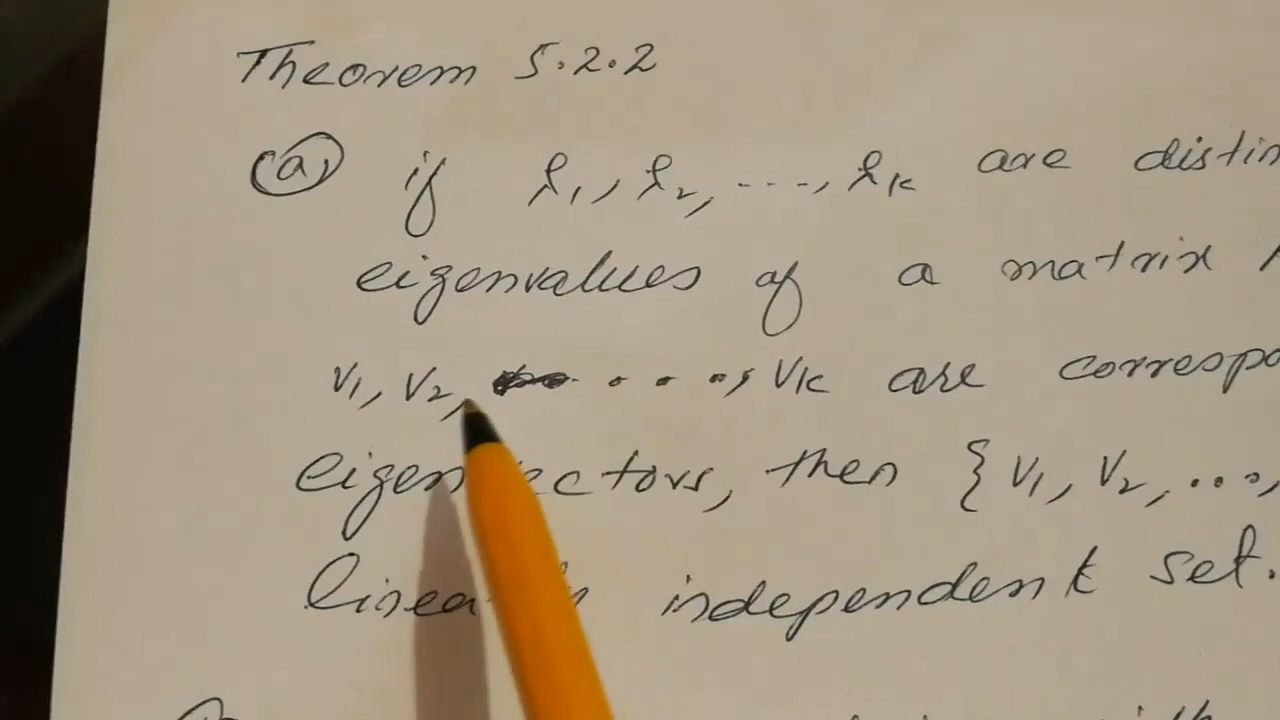 Theorem 5.2.2
(a) if λ1, λ2, ...., λk are distin
eigenvalues of a matrix
v1, v2, ...., vk are correspo
eigen ectors, then {v1, v2, ...,
linea independent set.